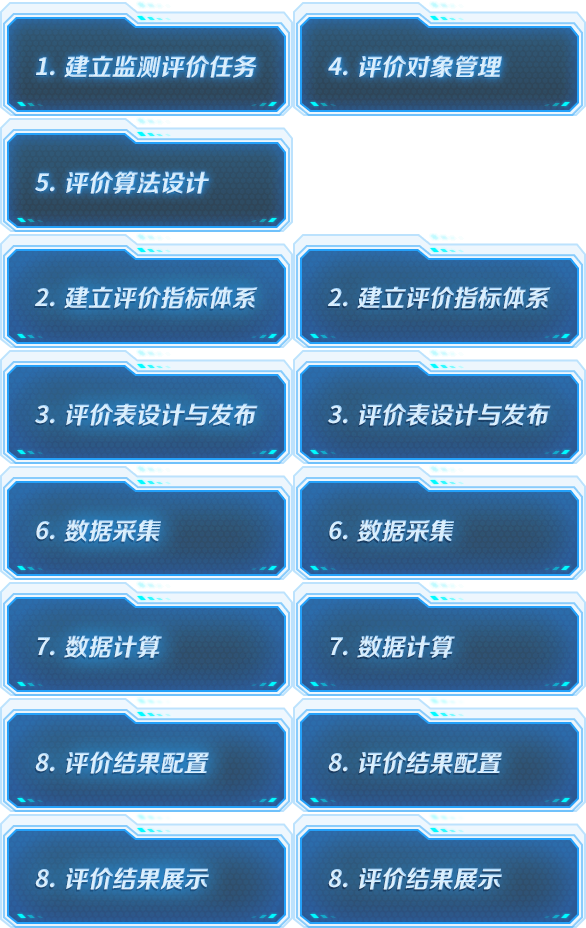 1. 建立监测评价任务
4. 评价对象管理
5. 评价算法设计
2. 建立评价指标体系
2. 建立评价指标体系
3. 评价表设计与发布
3. 评价表设计与发布
6. 数据采集
6. 数据采集
7. 数据计算
7. 数据计算
8. 评价结果配置
8. 评价结果配置
8. 评价结果展示
8. 评价结果展示